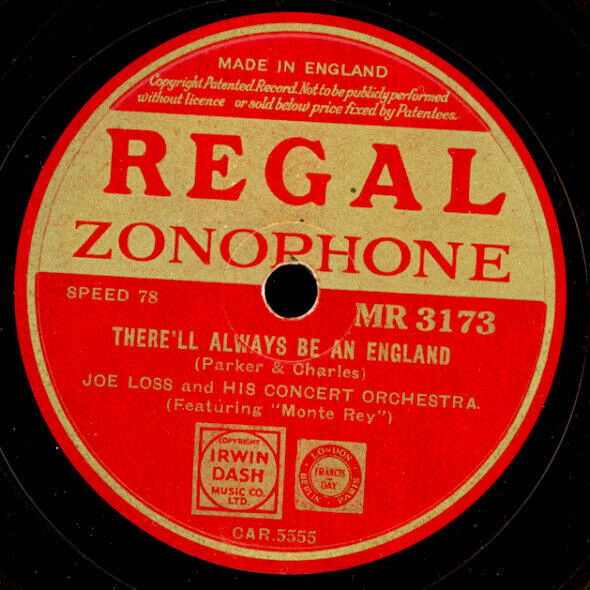 MADE IN ENGLAND
Copyright Patented Record. Not to be publicly performed
without licence or sold below price fixed by Patentees.
REGAL
ZONOPHONE
SPEED 78
MR 3173
THERE'LL ALWAYS BE AN ENGLAND
(Parker & Charles)
JOE LOSS and HIS CONCERT ORCHESTRA.
(Featuring "Monte Rey")
COPYRIGHT
IRWIN
DASH
MUSIC CO.
LTD.
LONDON
FRANCIS
DAY
BERLIN PARIS
CAR.5555